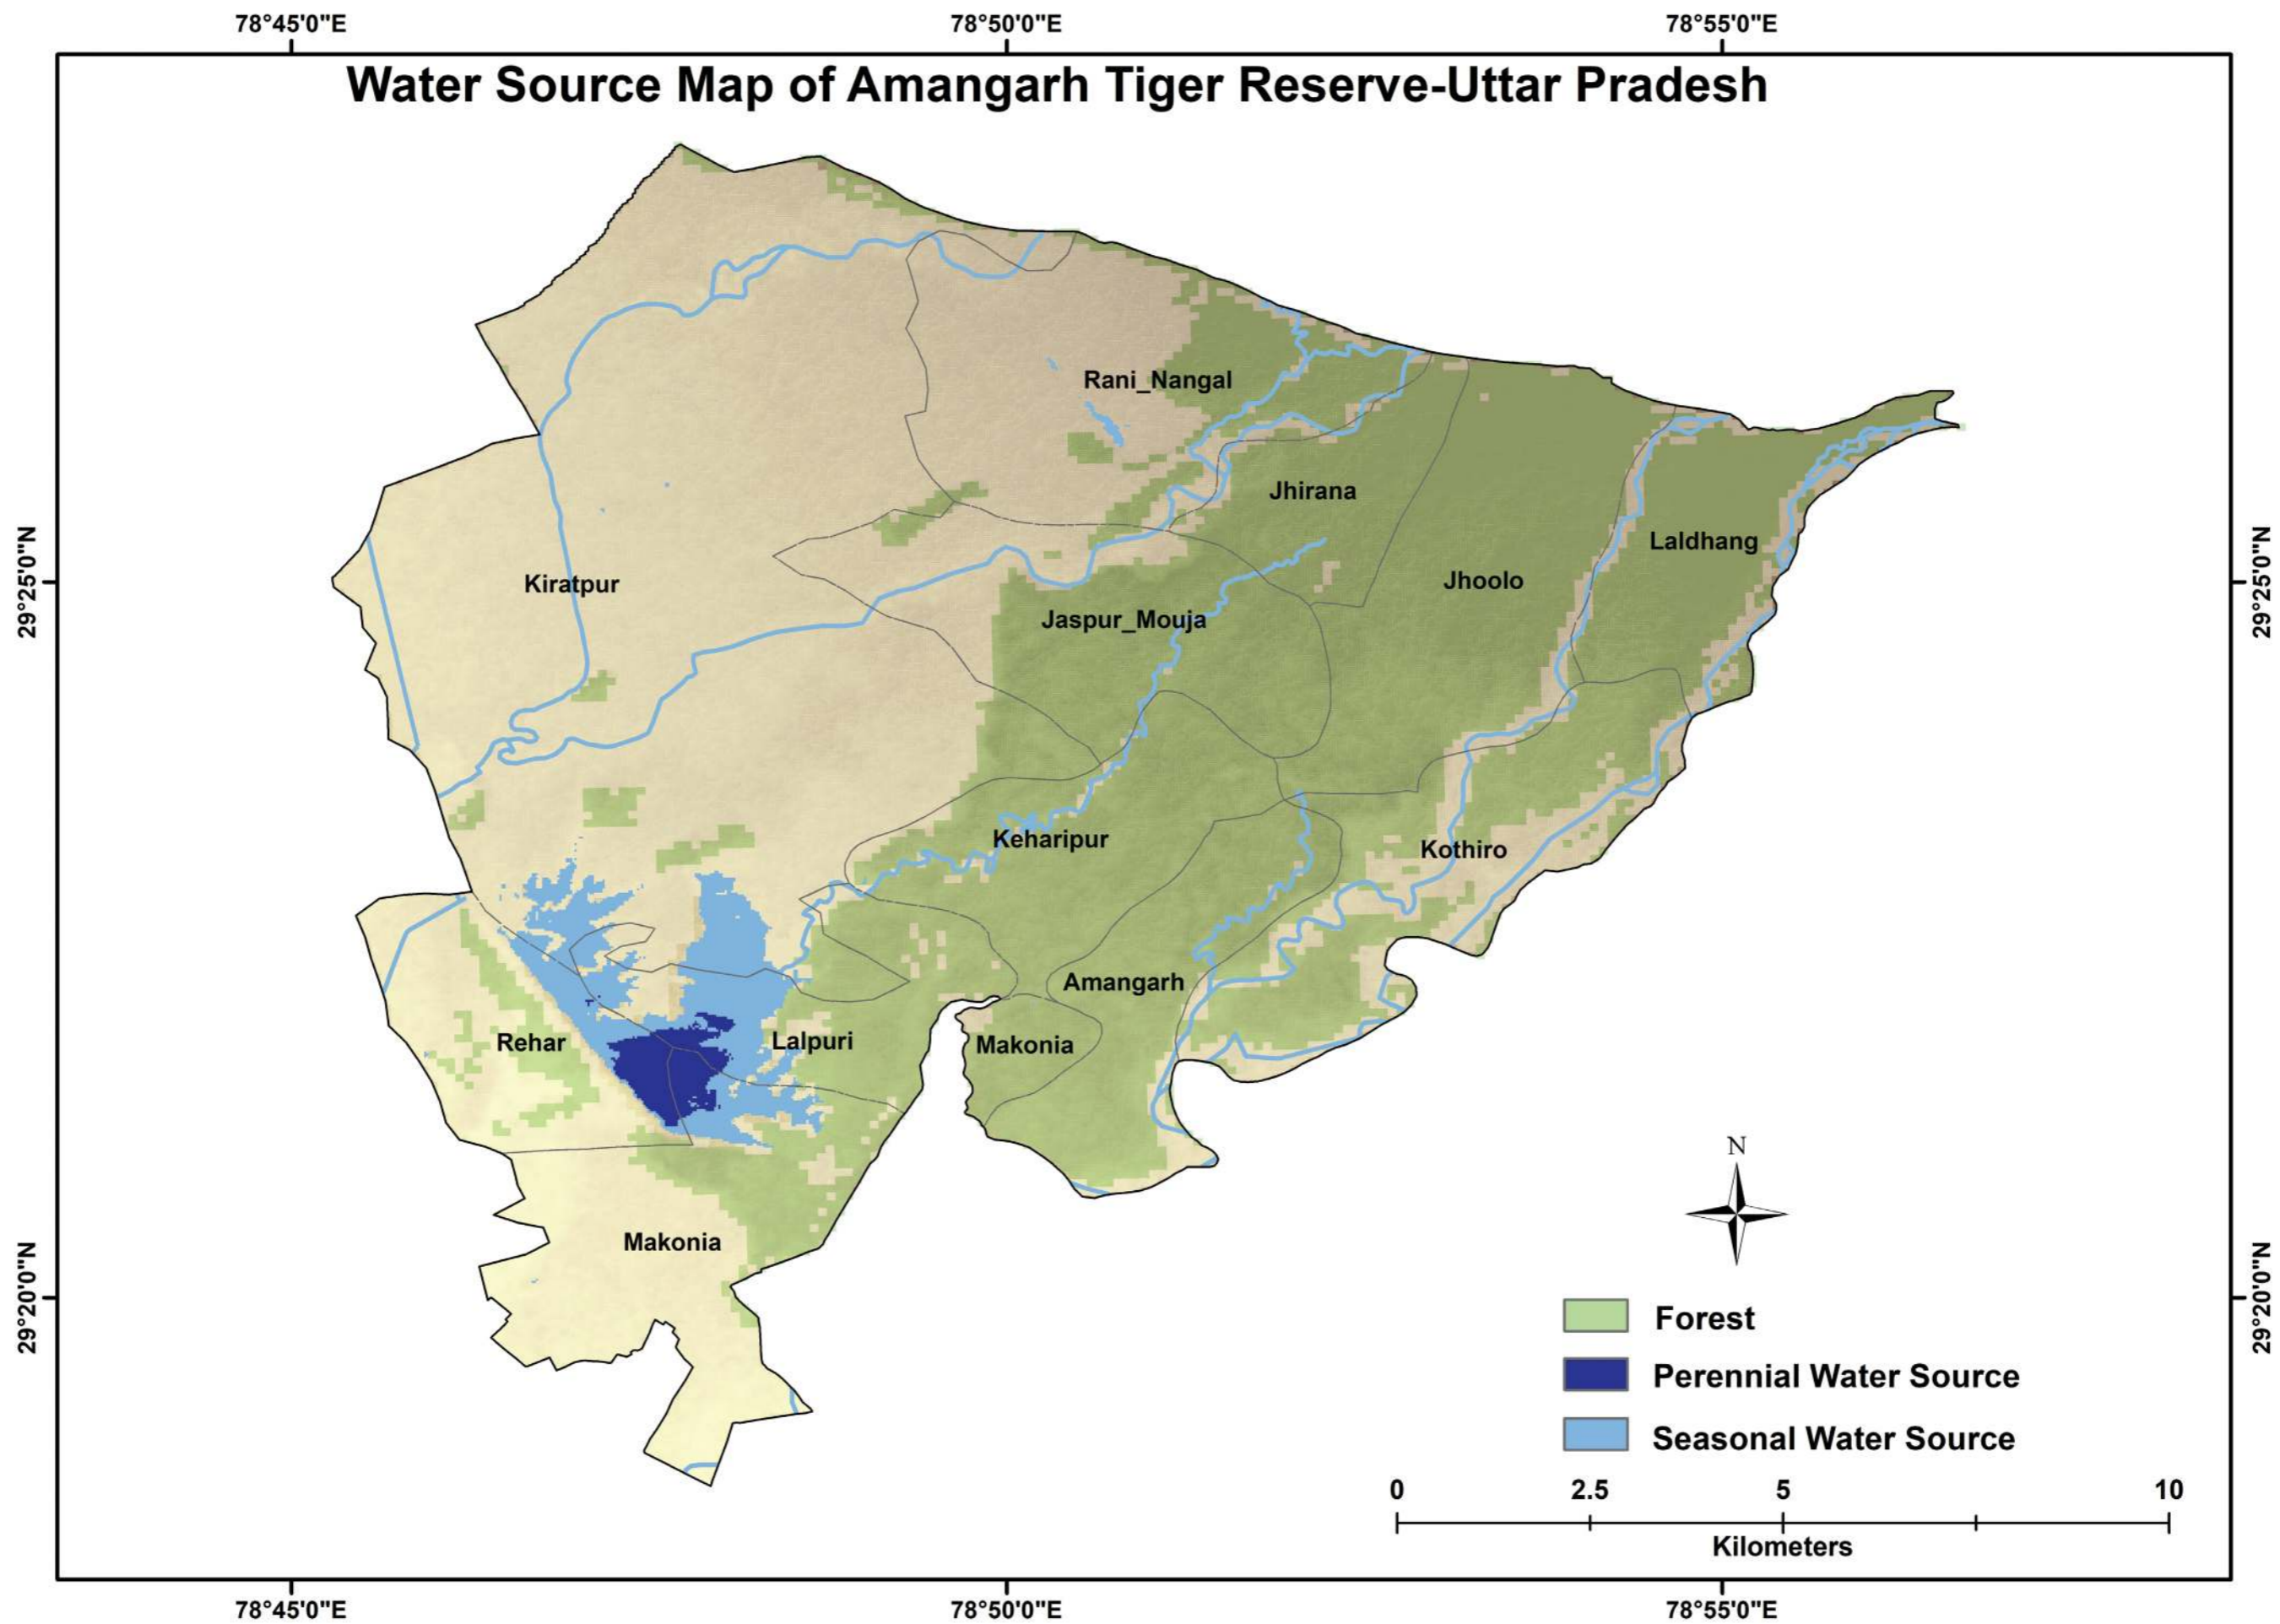 78°45'0"E
78°50'0"E
78°55'0"E
Water Source Map of Amangarh Tiger Reserve-Uttar Pradesh
Rani_Nangal
Jhirana
Laldhang
29°25'0"N
29°25'0"N
Kiratpur
Jhoolo
Jaspur_Mouja
Keharipur
Kothiro
Amangarh
Rehar
Lalpuri
Makonia
N
Makonia
29°20'0"N
29°20'0"N
Forest
Perennial Water Source
Seasonal Water Source
0 2.5 5 10
Kilometers
78°45'0"E
78°50'0"E
78°55'0"E